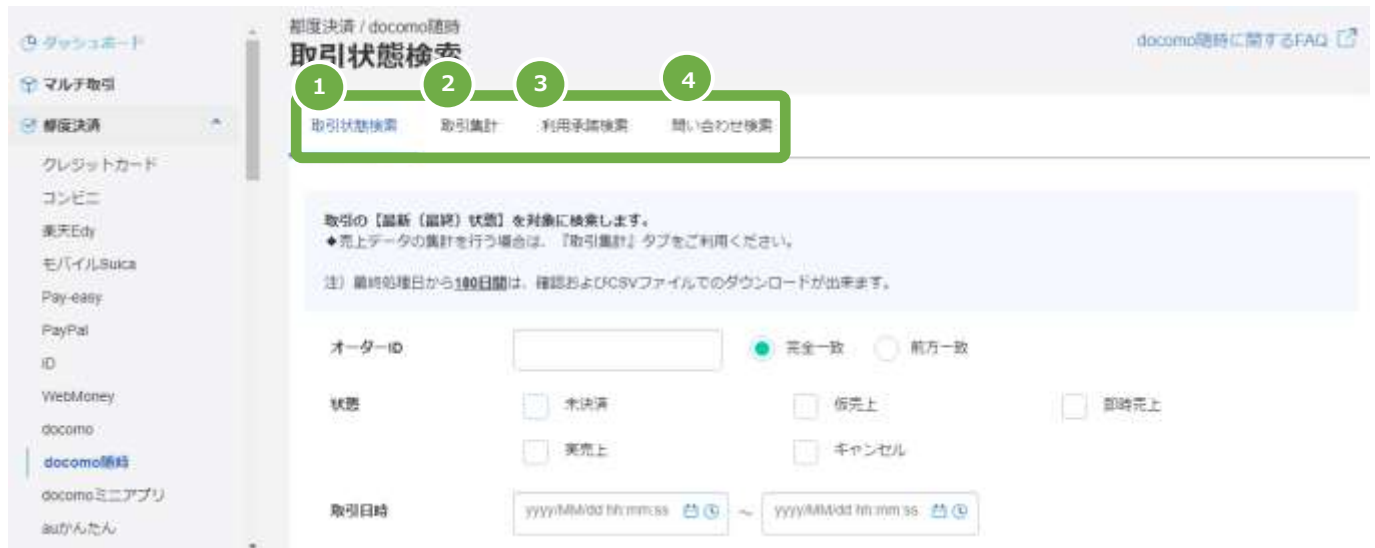 都度決済 / docomo随時
取引状態検索
docomo随時に関するFAQ
ダッシュボード
マルチ取引
都度決済
クレジットカード
コンビニ
楽天Edy
モバイルSuica
Pay-easy
PayPal
iD
WebMoney
docomo
docomo随時
docomoミニアプリ
auかんたん
1
2
3
4
取引状態検索
取引集計
利用承諾検索
問い合わせ検索
取引の【最新（最終）状態】を対象に検索します。
◆売上データの集計を行う場合は、『取引集計』タブをご利用ください。
注）最終処理日から180日間は、確認およびCSVファイルでのダウンロードが出来ます。
オーダーID
完全一致
前方一致
状態
未決済
仮売上
即時売上
実売上
キャンセル
取引日時
yyyy/MM/dd hh:mm:ss
～
yyyy/MM/dd hh:mm:ss